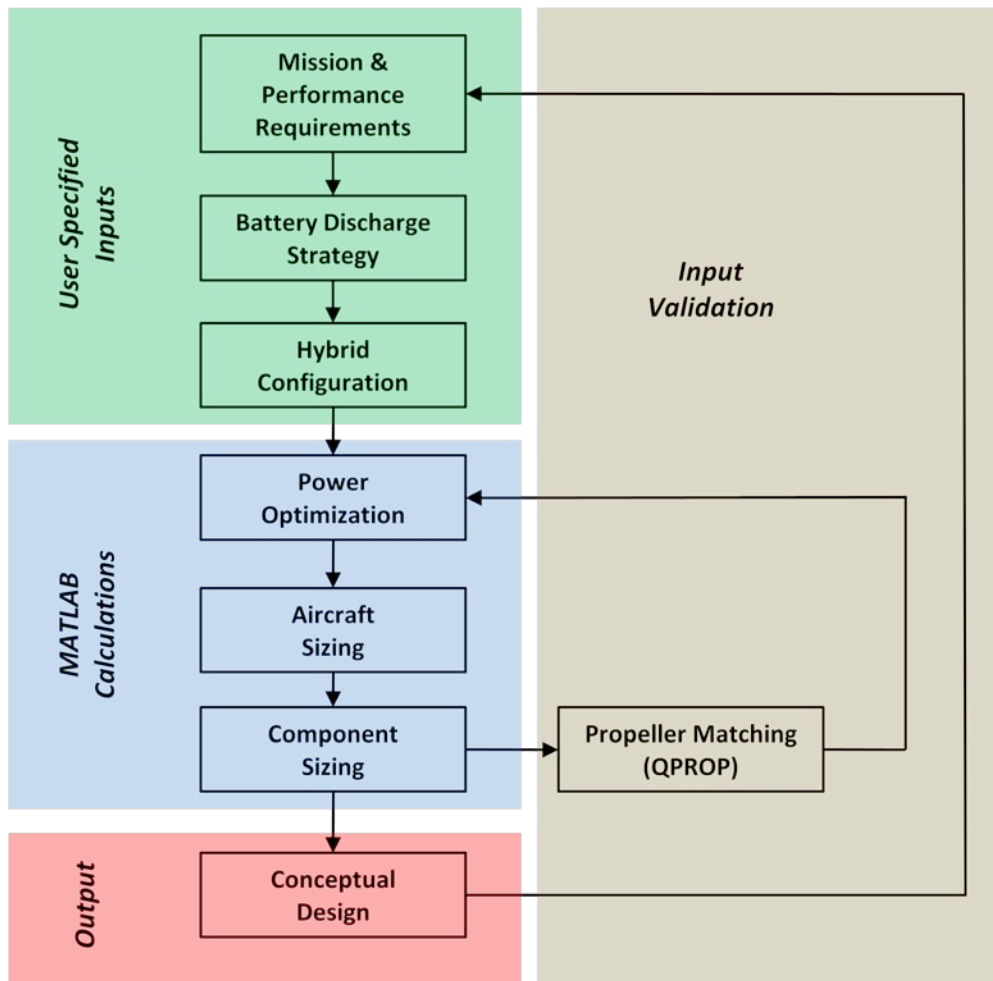 User Specified
Inputs
Mission &
Performance
Requirements
Battery Discharge
Strategy
Hybrid
Configuration
Input
Validation
MATLAB
Calculations
Power
Optimization
Aircraft
Sizing
Component
Sizing
Propeller Matching
(QPROP)
Output
Conceptual
Design